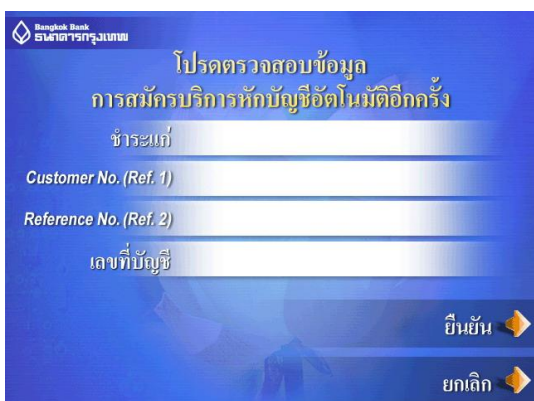 Bangkok Bank
ธนาคารกรุงเทพ
โปรดตรวจสอบข้อมูล
การสมัครบริการหักบัญชีอัตโนมัติอีกครั้ง
ชำระแก่
Customer No. (Ref. 1)
Reference No. (Ref. 2)
เลขที่บัญชี
ยืนยัน
ยกเลิก